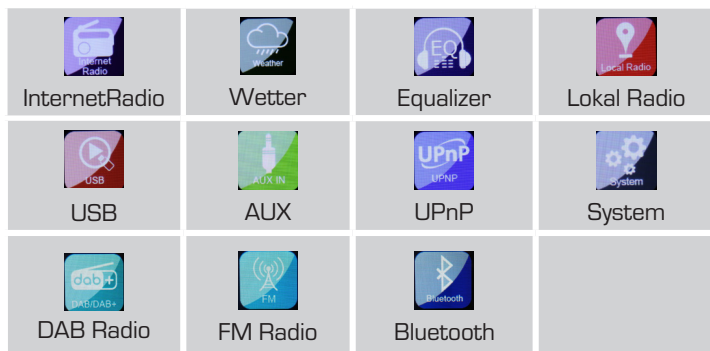 Internet
Radio
InternetRadio
Weather
Wetter
EQ
Equalizer
Local Radio
Lokal Radio
USB
USB
AUX IN
AUX
UPnP
UPNP
UPnP
System
System
dab+
DAB/DAB+
DAB Radio
FM
FM Radio
Bluetooth
Bluetooth